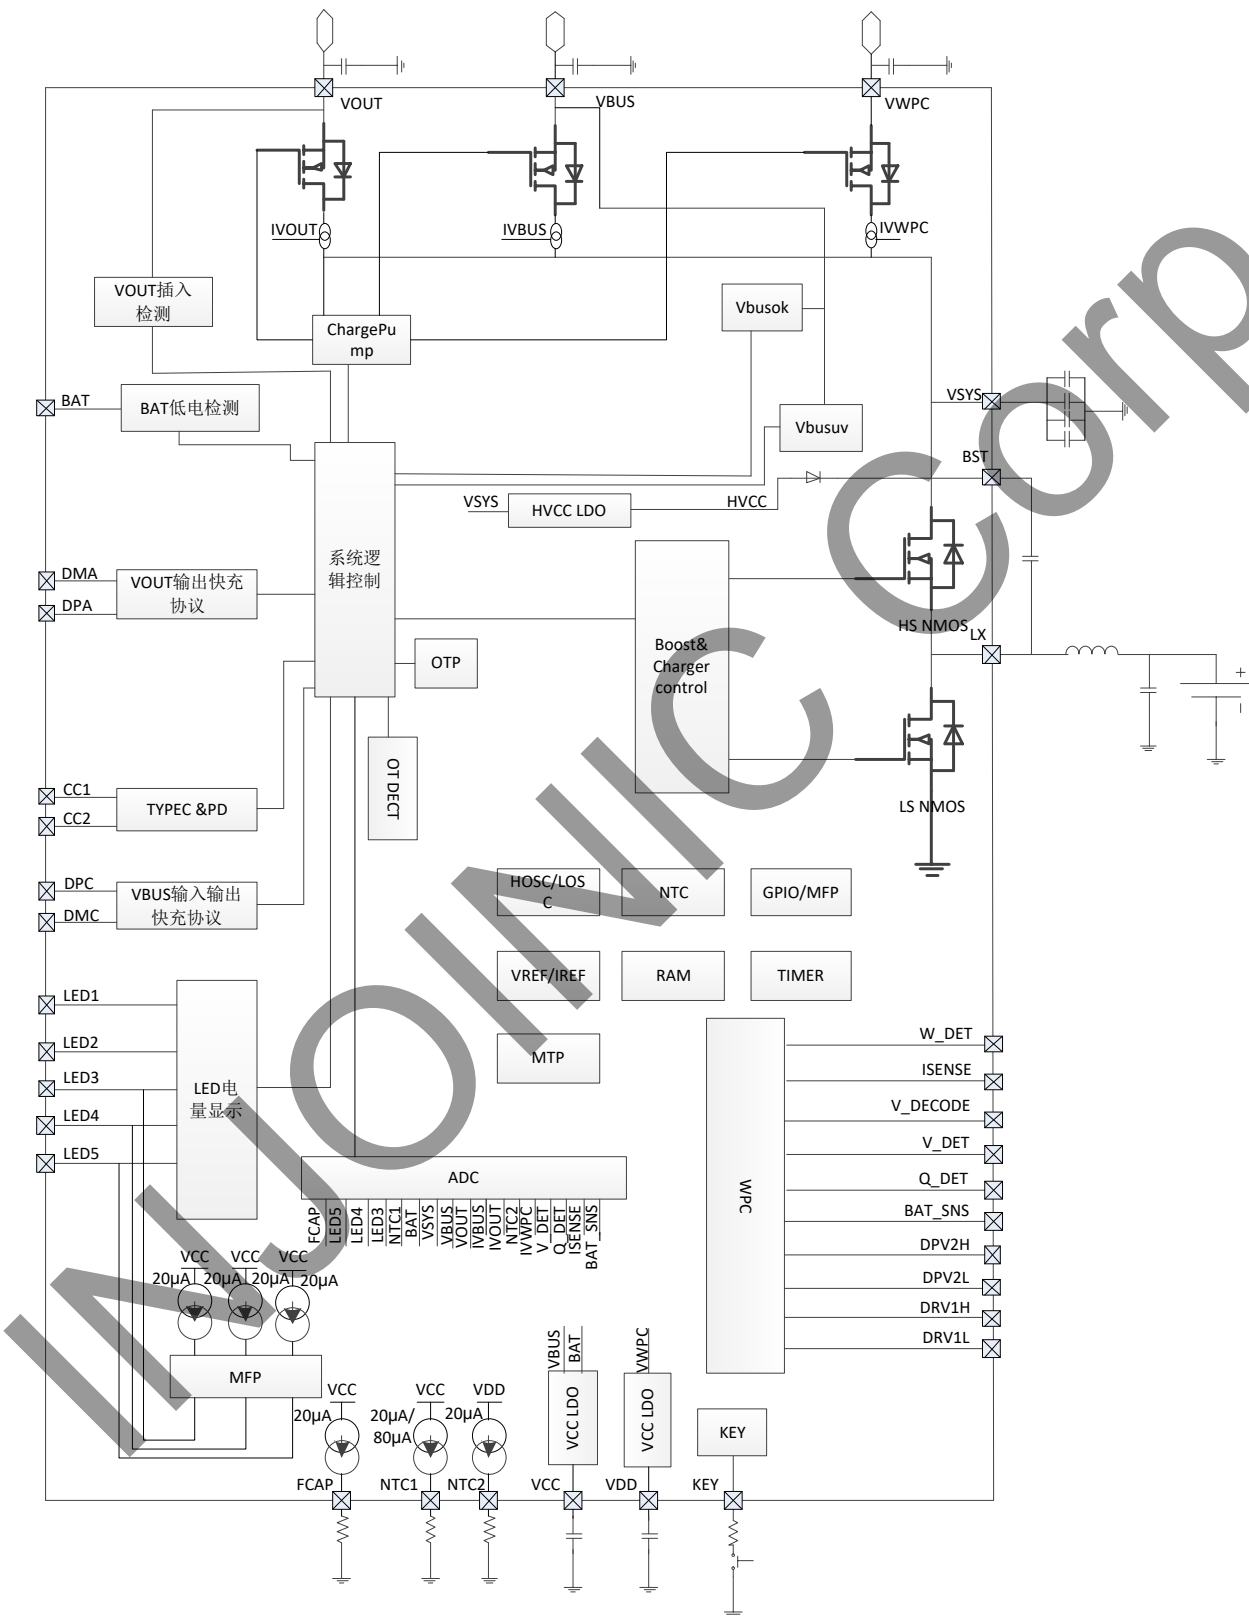 VOUT
VBUS
VWPC
IVOUT
IVBUS
IVWPC
VOUT插入
检测
ChargePu
mp
Vbusok
BAT
BAT低电检测
VSYS
Vbusuv
BST
VSYS
HVCC LDO
HVCC
系统逻
辑控制
DMA
DPA
VOUT输出快充
协议
HS NMOS
LX
Boost&
Charger
control
OTP
+
-
OT DECT
CC1
CC2
TYPEC &PD
LS NMOS
DPC
DMC
VBUS输入输出
快充协议
HOSC/LOS
C
NTC
GPIO/MFP
VREF/IREF
RAM
TIMER
MTP
LED1
LED2
LED3
LED4
LED5
LED电
量显示
W_DET
ISENSE
V_DECODE
V_DET
Q_DET
BAT_SNS
DPV2H
DPV2L
DRV1H
DRV1L
WPC
ADC
FCAP
LED5
LED4
LED3
NTC1
BAT
VSYS
VBUS
VOUT
IVBUS
IVOUT
NTC2
IVWPC
V_DET
Q_DET
ISENSE
BAT_SNS
VCC
VCC
VCC
20μA
20μA
20μA
20μA
MFP
VCC
20μA
VCC
20μA/
80μA
VDD
20μA
VBUS
BAT
VWPC
VCC LDO
VCC LDO
KEY
FCAP
NTC1
NTC2
VCC
VDD
KEY
INJOINIC Corp